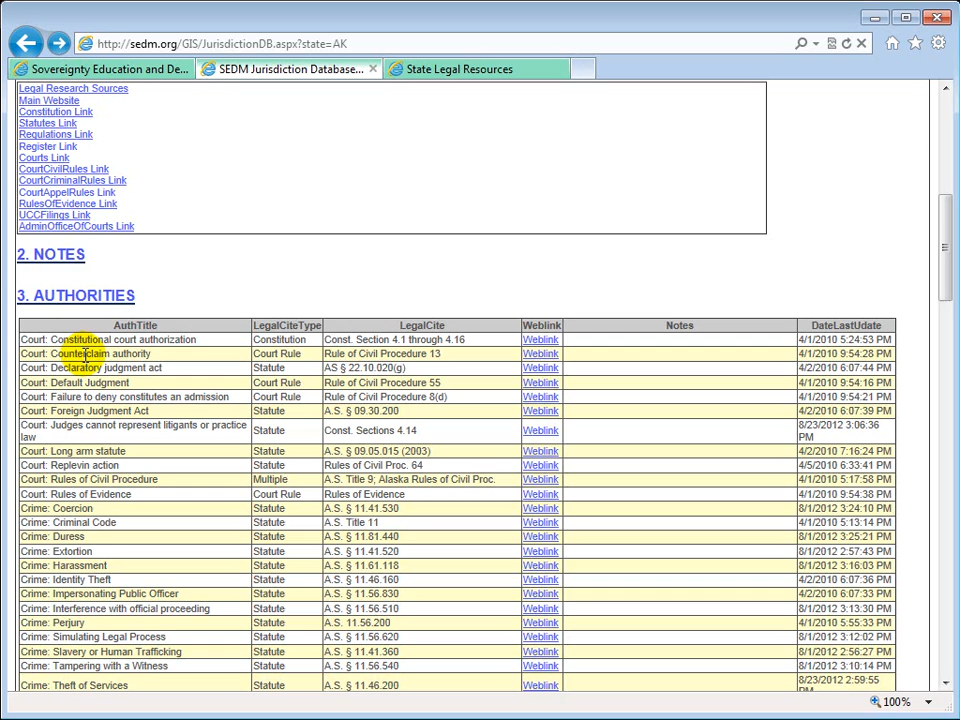 http://sedm.org/GIS/JurisdictionDB.aspx?state=AK
Sovereignty Education and De...
SEDM Jurisdiction Database...
State Legal Resources
Legal Research Sources
Main Website
Constitution Link
Statutes Link
Regulations Link
Register Link
Courts Link
CourtCivilRules Link
CourtCriminalRules Link
CourtAppelRules Link
RulesOfEvidence Link
UCCFilings Link
AdminOfficeOfCourts Link
2. NOTES
3. AUTHORITIES
AuthTitle LegalCiteType LegalCite Weblink Notes DateLastUdate
Court: Constitutional court authorization Constitution Const. Section 4.1 through 4.16 Weblink 4/1/2010 5:24:53 PM
Court: Counterclaim authority Court Rule Rule of Civil Procedure 13 Weblink 4/1/2010 9:54:28 PM
Court: Declaratory judgment act Statute AS § 22.10.020(g) Weblink 4/2/2010 6:07:44 PM
Court: Default Judgment Court Rule Rule of Civil Procedure 55 Weblink 4/1/2010 9:54:16 PM
Court: Failure to deny constitutes an admission Court Rule Rule of Civil Procedure 8(d) Weblink 4/1/2010 9:54:21 PM
Court: Foreign Judgment Act Statute A.S. § 09.30.200 Weblink 4/2/2010 6:07:39 PM
Court: Judges cannot represent litigants or practice law Statute Const. Sections 4.14 Weblink 8/23/2012 3:06:36 PM
Court: Long arm statute Statute A.S. § 09.05.015 (2003) Weblink 4/2/2010 7:16:24 PM
Court: Replevin action Statute Rules of Civil Proc. 64 Weblink 4/5/2010 6:33:41 PM
Court: Rules of Civil Procedure Multiple A.S. Title 9; Alaska Rules of Civil Proc. Weblink 4/1/2010 5:17:58 PM
Court: Rules of Evidence Court Rule Rules of Evidence Weblink 4/1/2010 9:54:38 PM
Crime: Coercion Statute A.S. § 11.41.530 Weblink 8/1/2012 3:24:10 PM
Crime: Criminal Code Statute A.S. Title 11 Weblink 4/1/2010 5:13:14 PM
Crime: Duress Statute A.S. § 11.81.440 Weblink 8/1/2012 3:25:21 PM
Crime: Extortion Statute A.S. § 11.41.520 Weblink 8/1/2012 2:57:43 PM
Crime: Harassment Statute A.S. § 11.61.118 Weblink 8/1/2012 3:16:03 PM
Crime: Identity Theft Statute A.S. § 11.46.160 Weblink 4/2/2010 6:07:36 PM
Crime: Impersonating Public Officer Statute A.S. § 11.56.830 Weblink 4/2/2010 6:07:33 PM
Crime: Interference with official proceeding Statute A.S. § 11.56.510 Weblink 8/1/2012 3:13:30 PM
Crime: Perjury Statute A.S. 11.56.200 Weblink 4/1/2010 5:55:33 PM
Crime: Simulating Legal Process Statute A.S. § 11.56.620 Weblink 8/1/2012 3:12:02 PM
Crime: Slavery or Human Trafficking Statute A.S. § 11.41.360 Weblink 8/1/2012 2:56:27 PM
Crime: Tampering with a Witness Statute A.S. § 11.56.540 Weblink 8/1/2012 3:10:14 PM
Crime: Theft of Services Statute A.S. § 11.46.200 Weblink 8/23/2012 2:59:55 PM
100%